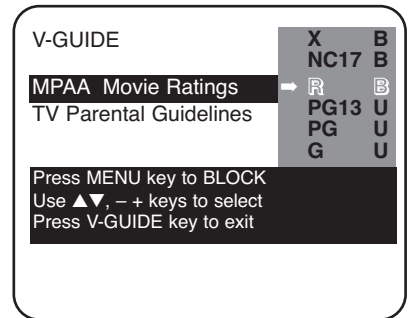 V-GUIDE
MPAA Movie Ratings
TV Parental Guidelines
X B
NC17 B
➡ R B
PG13 U
PG U
G U
Press MENU key to BLOCK
Use ▲▼, – + keys to select
Press V-GUIDE key to exit